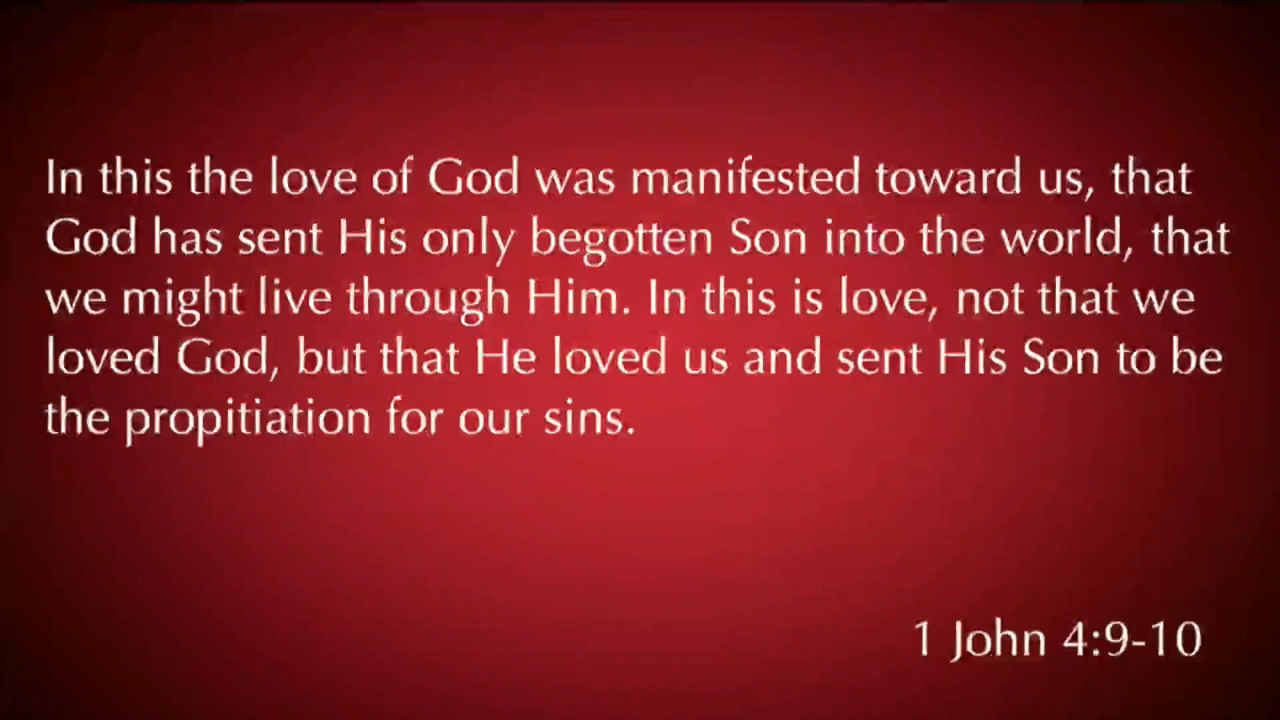 In this the love of God was manifested toward us, that
God has sent His only begotten Son into the world, that
we might live through Him. In this is love, not that we
loved God, but that He loved us and sent His Son to be
the propitiation for our sins.
1 John 4:9-10